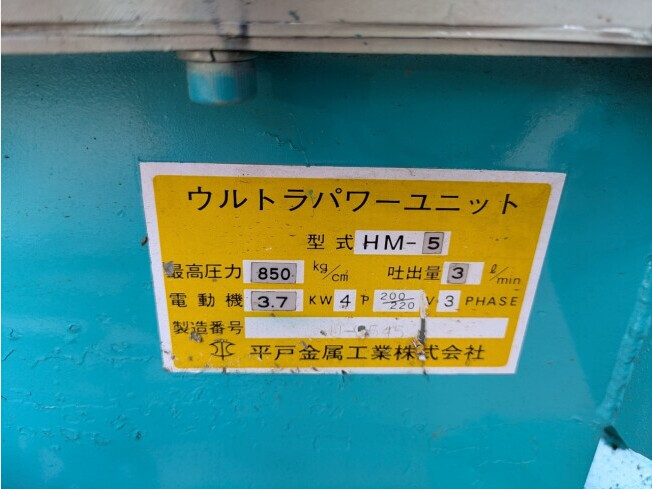 ウルトラパワーユニット
型式 HM-5
最高圧力 850 kg/cm 吐出量 3 ℓ/min
電動機 3.7 KW 4 P 200/220 V 3 PHASE
製造番号
平戸金属工業株式会社